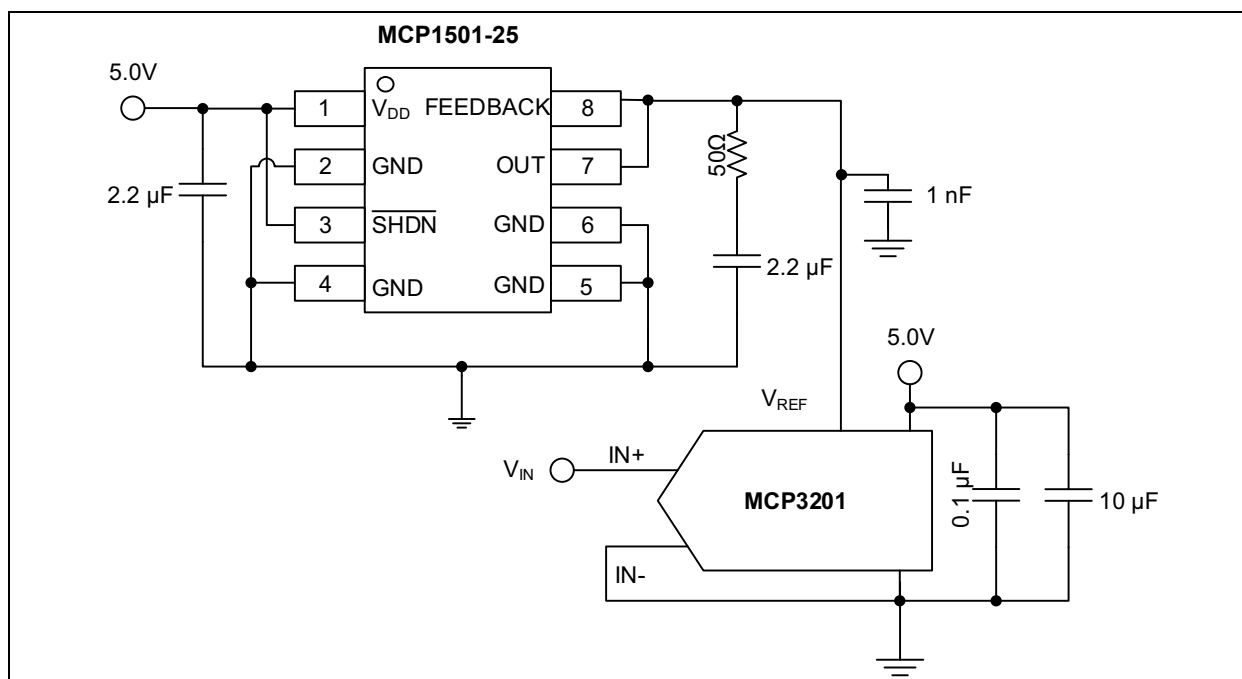 MCP1501-25
5.0V
1
V_DD
FEEDBACK
8
2
GND
OUT
7
50Ω
2.2 µF
3
SHDN
GND
6
1 nF
4
GND
GND
5
2.2 µF
5.0V
V_REF
V_IN
IN+
MCP3201
0.1 µF
10 µF
IN-